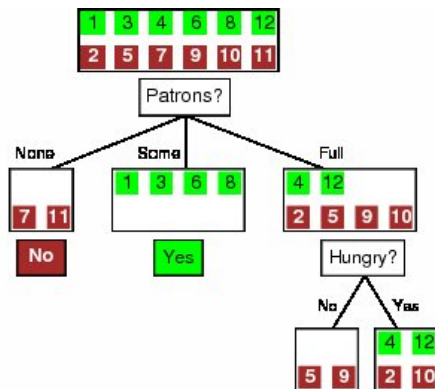 1 3 4 6 8 12
2 5 7 9 10 11
Patrons?
None Some Full
1 3 6 8 4 12
7 11 2 5 9 10
No Yes Hungry?
No Yes
4 12
5 9 2 10